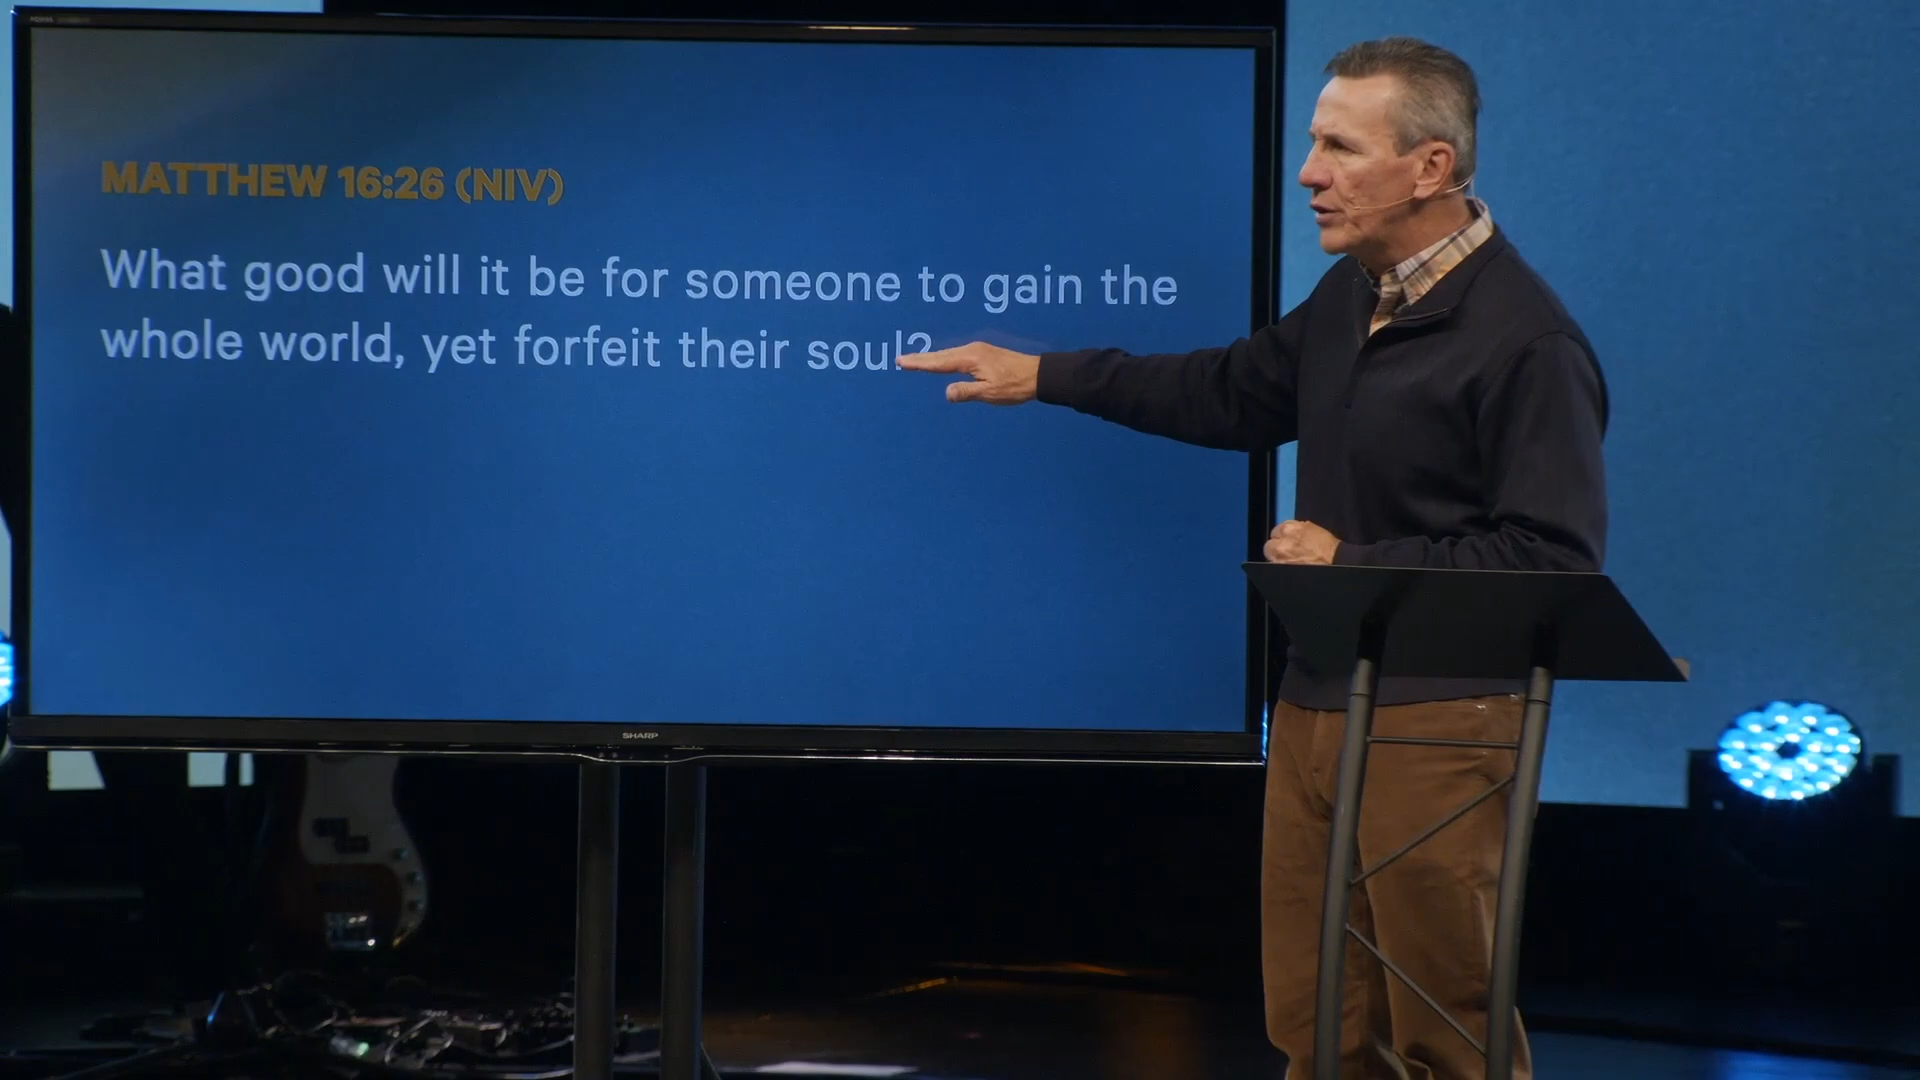 MATTHEW 16:26 (NIV)
What good will it be for someone to gain the
whole world, yet forfeit their soul?
SHARP